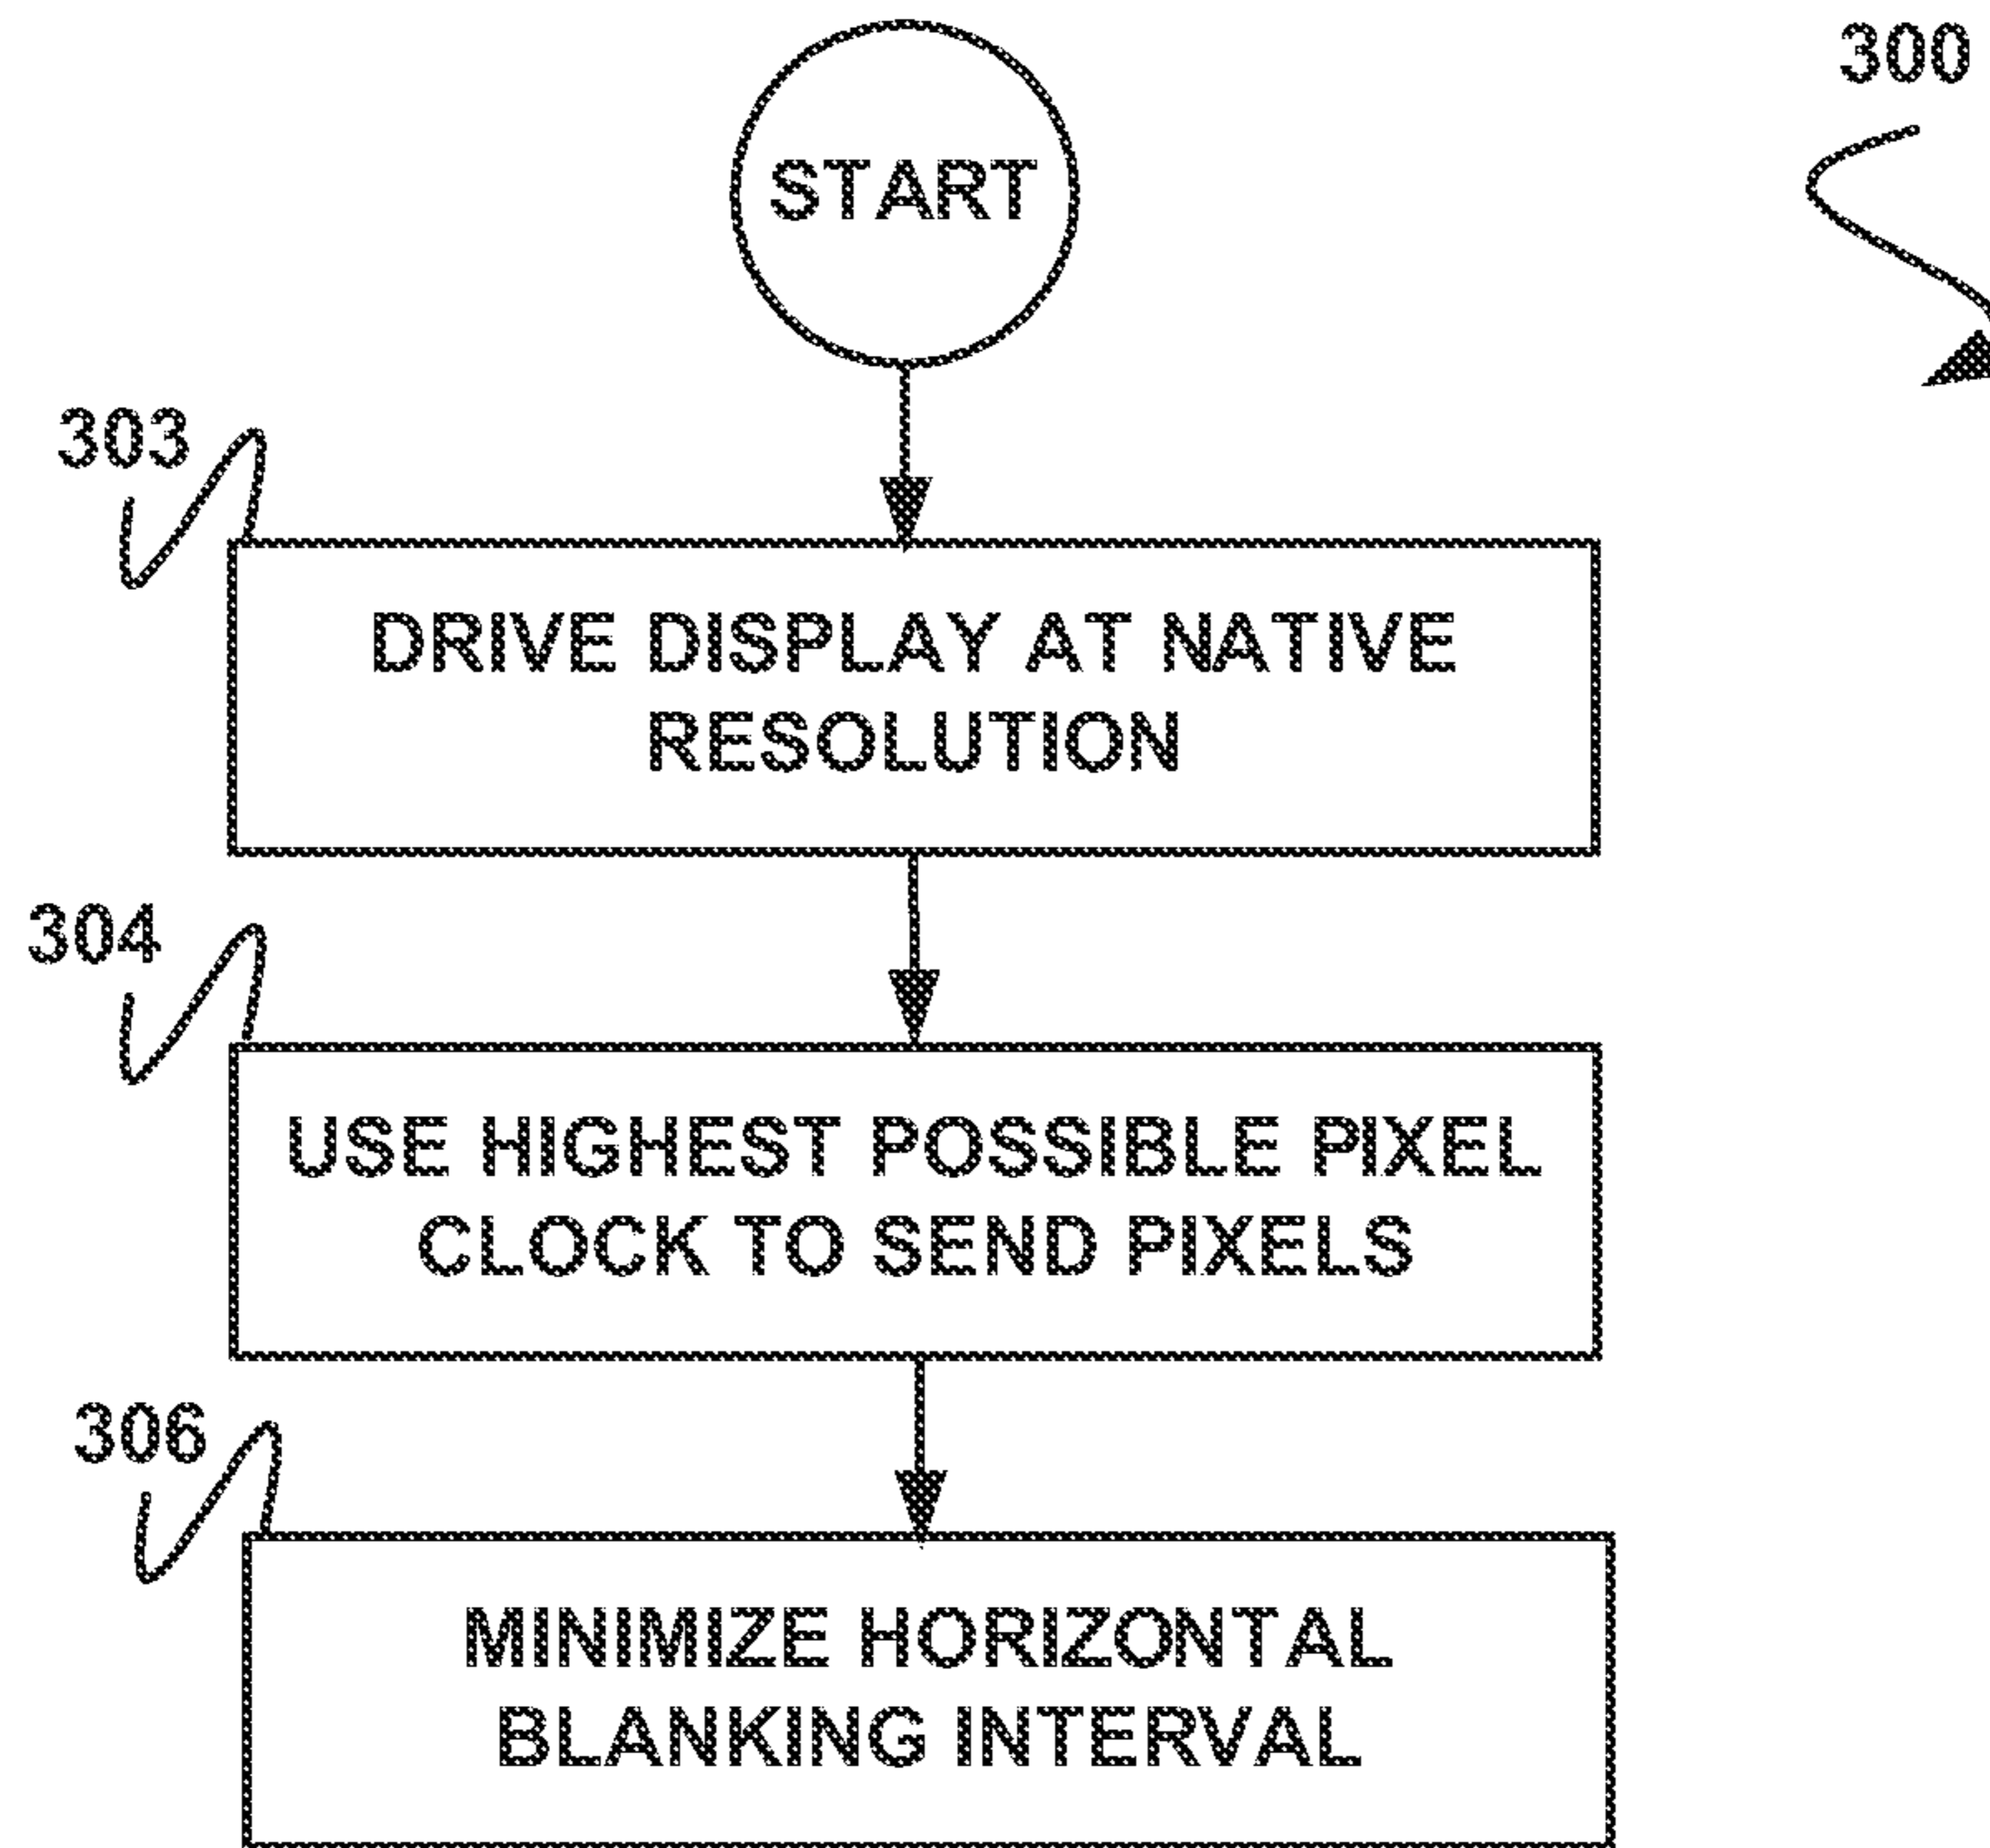 START
300
303
DRIVE DISPLAY AT NATIVE
RESOLUTION
304
USE HIGHEST POSSIBLE PIXEL
CLOCK TO SEND PIXELS
306
MINIMIZE HORIZONTAL
BLANKING INTERVAL